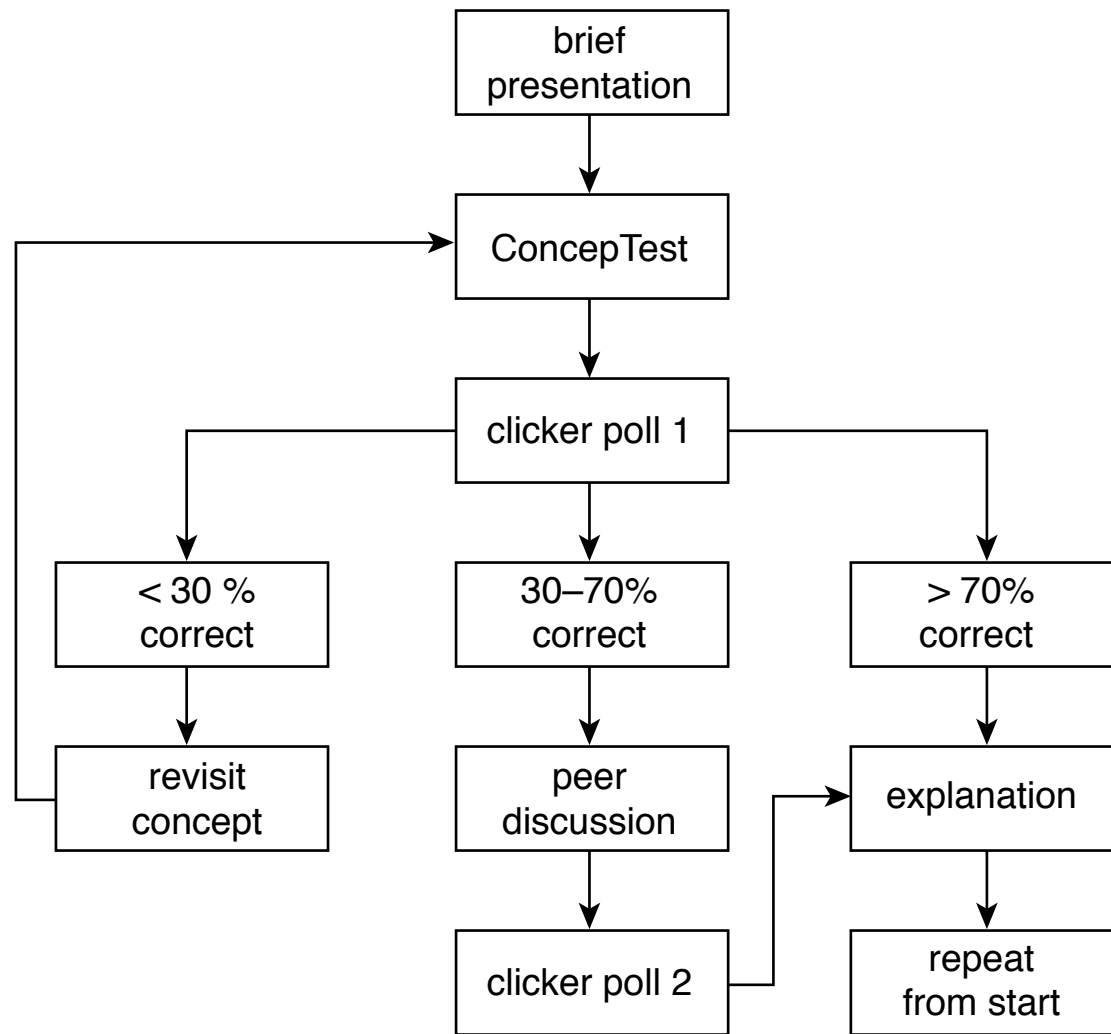 brief
presentation
ConcepTest
clicker poll 1
< 30 %
correct
30–70%
correct
> 70%
correct
revisit
concept
peer
discussion
explanation
clicker poll 2
repeat
from start